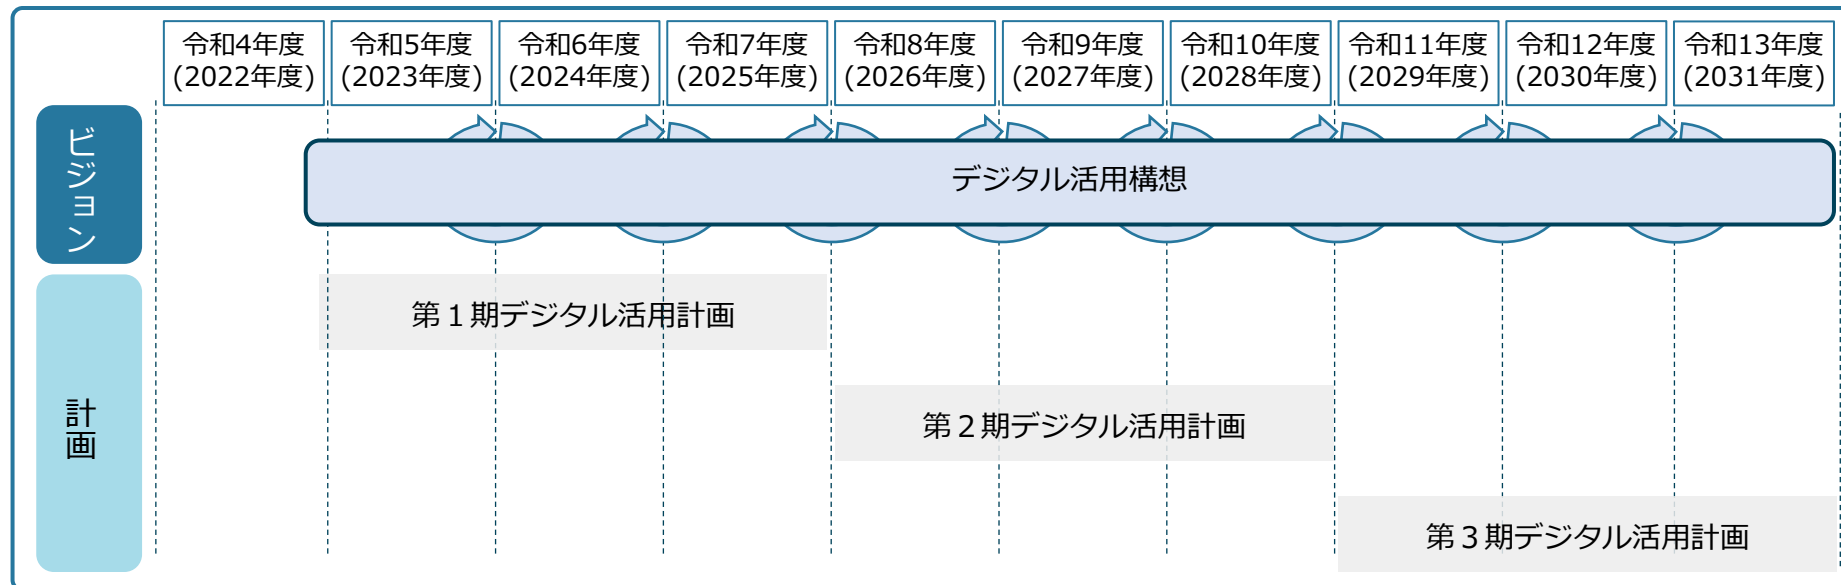 令和4年度
(2022年度)
令和5年度
(2023年度)
令和6年度
(2024年度)
令和7年度
(2025年度)
令和8年度
(2026年度)
令和9年度
(2027年度)
令和10年度
(2028年度)
令和11年度
(2029年度)
令和12年度
(2030年度)
令和13年度
(2031年度)
ビジョン
デジタル活用構想
計画
第１期デジタル活用計画
第２期デジタル活用計画
第３期デジタル活用計画